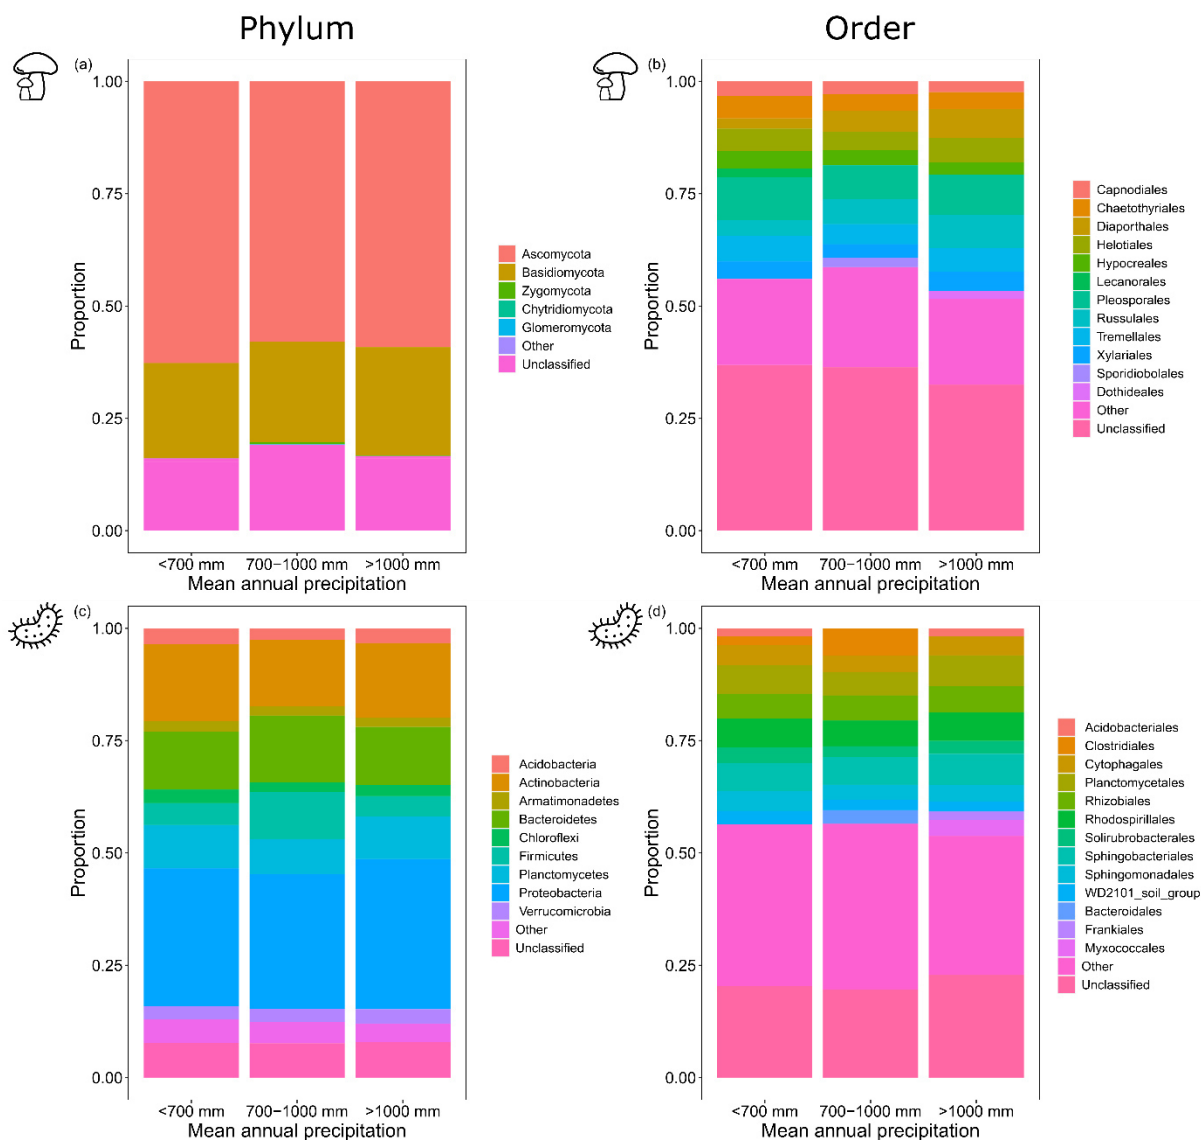 Phylum
Order
(a)
1.00
0.75
0.50
0.25
0.00
Proportion
<700 mm 700−1000 mm >1000 mm
Mean annual precipitation
Ascomycota
Basidiomycota
Zygomycota
Chytridiomycota
Glomeromycota
Other
Unclassified
(b)
1.00
0.75
0.50
0.25
0.00
Proportion
<700 mm 700−1000 mm >1000 mm
Mean annual precipitation
Capnodiales
Chaetothyriales
Diaporthales
Helotiales
Hypocreales
Lecanorales
Pleosporales
Russulales
Tremellales
Xylariales
Sporidiobolales
Dothideales
Other
Unclassified
(c)
1.00
0.75
0.50
0.25
0.00
Proportion
<700 mm 700−1000 mm >1000 mm
Mean annual precipitation
Acidobacteria
Actinobacteria
Armatimonadetes
Bacteroidetes
Chloroflexi
Firmicutes
Planctomycetes
Proteobacteria
Verrucomicrobia
Other
Unclassified
(d)
1.00
0.75
0.50
0.25
0.00
Proportion
<700 mm 700−1000 mm >1000 mm
Mean annual precipitation
Acidobacteriales
Clostridiales
Cytophagales
Planctomycetales
Rhizobiales
Rhodospirillales
Solirubrobacterales
Sphingobacteriales
Sphingomonadales
WD2101_soil_group
Bacteroidales
Frankiales
Myxococcales
Other
Unclassified